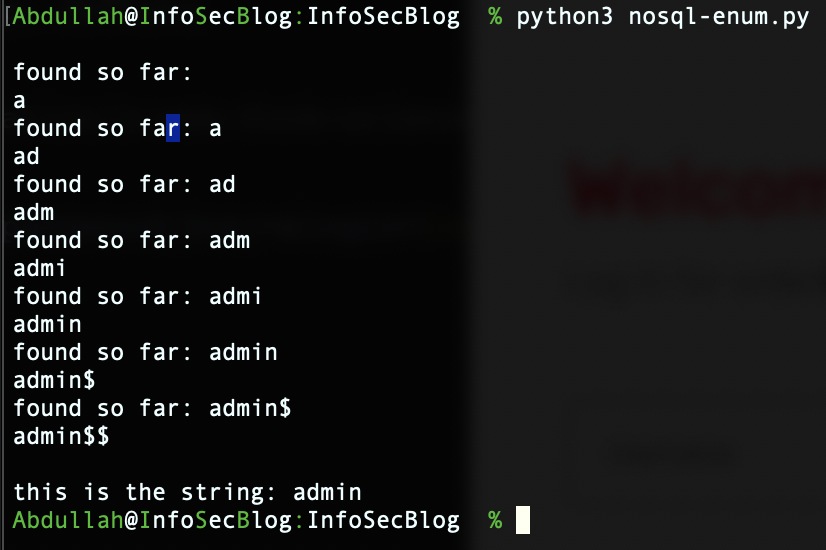 [Abdullah@InfoSecBlog:InfoSecBlog % python3 nosql-enum.py
found so far:
a
found so far: a
ad
found so far: ad
adm
found so far: adm
admi
found so far: admi
admin
found so far: admin
admin$
found so far: admin$
admin$$
this is the string: admin
Abdullah@InfoSecBlog:InfoSecBlog %
Welcom